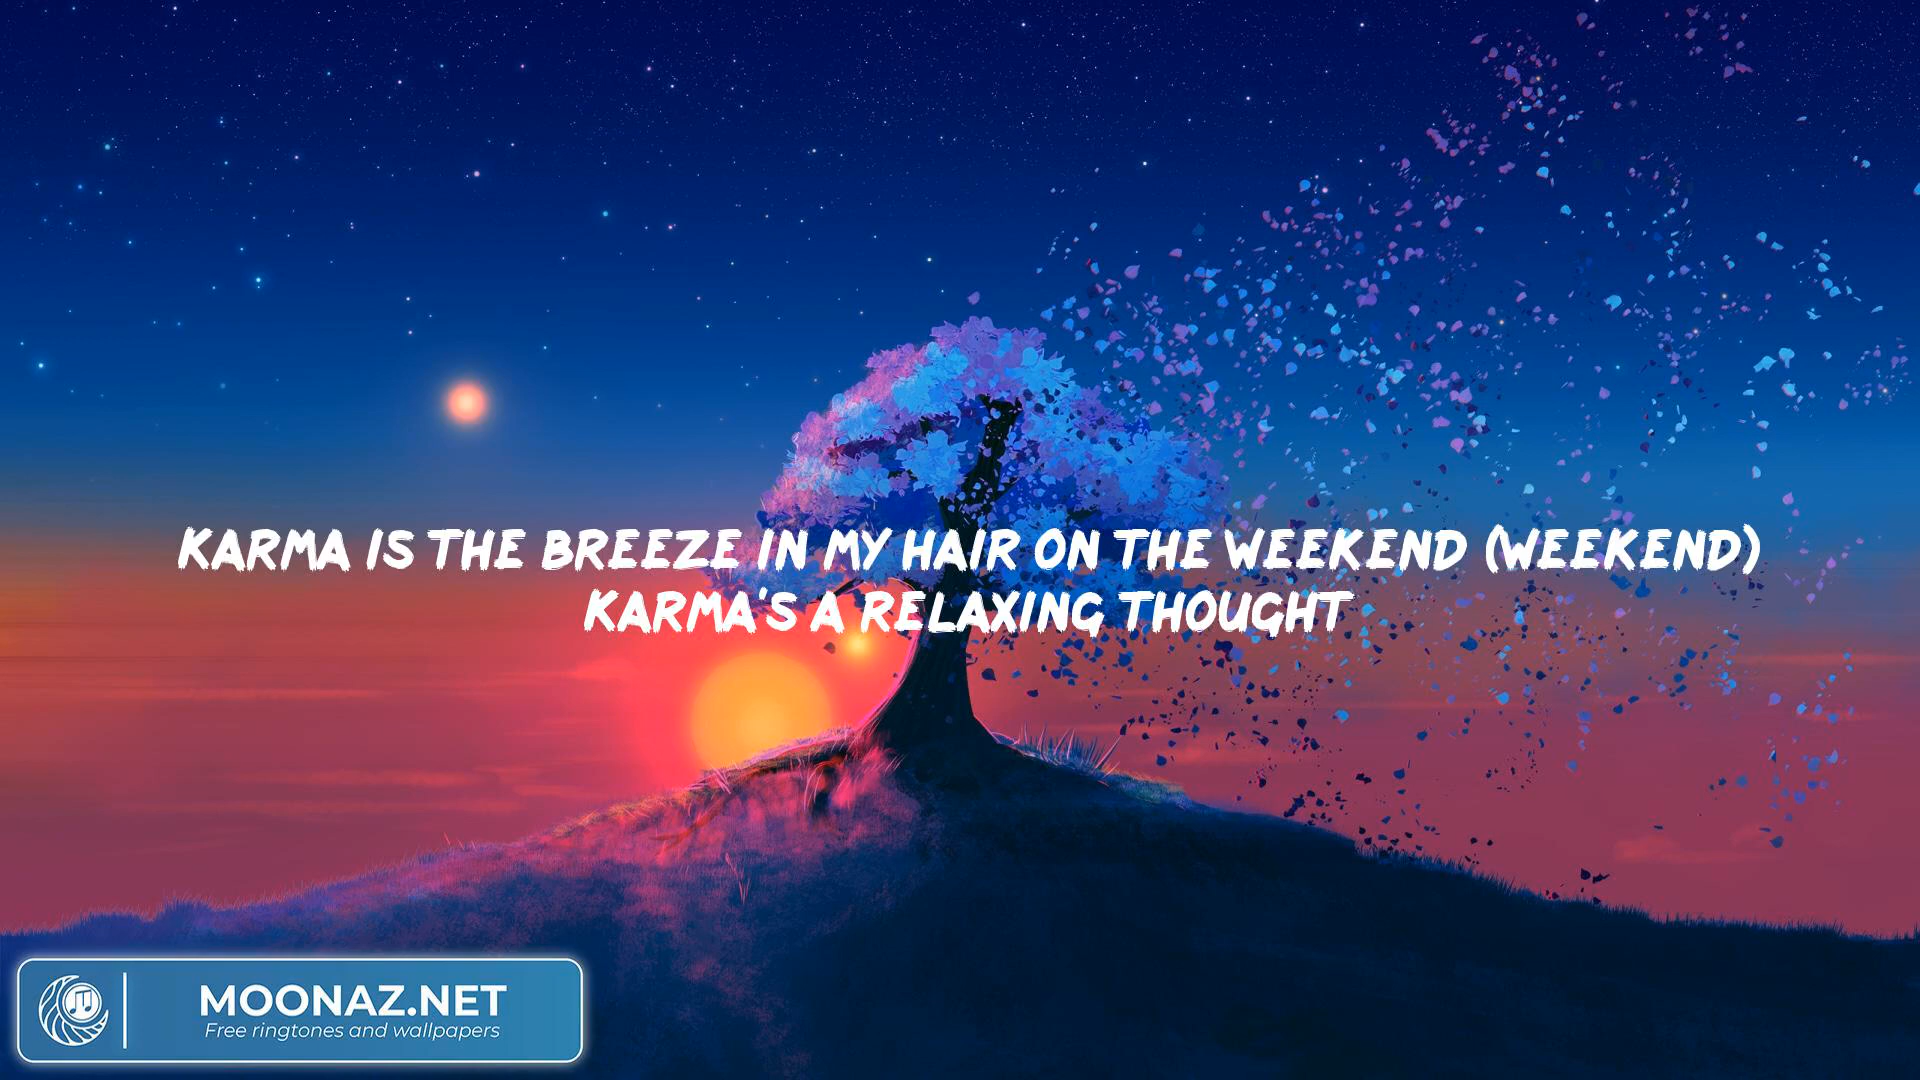 KARMA IS THE BREEZE IN MY HAIR ON THE WEEKEND (WEEKEND)
KARMA'S A RELAXING THOUGHT
MOONAZ.NET
Free ringtones and wallpapers